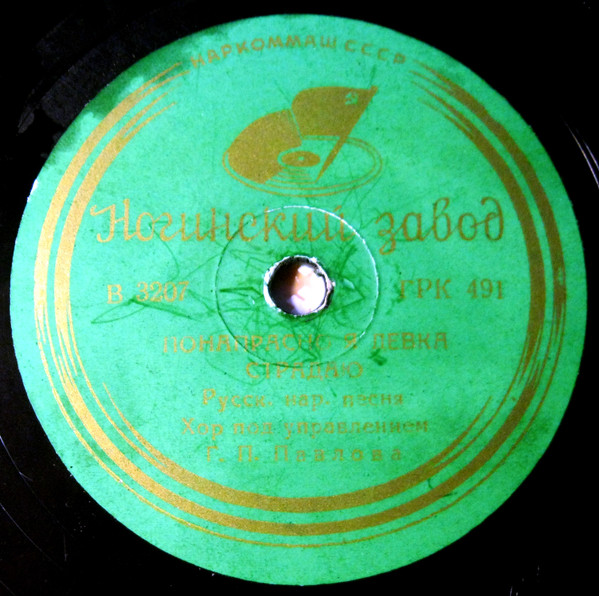 НАРКОММАШ СССР
Ногинский завод
В 3207 ГРК 491
ПОНАПРАСНУ Я ДЕВКА
СТРАДАЮ
Русск. нар. песня
Хор под управлением
Г. П. Павлова